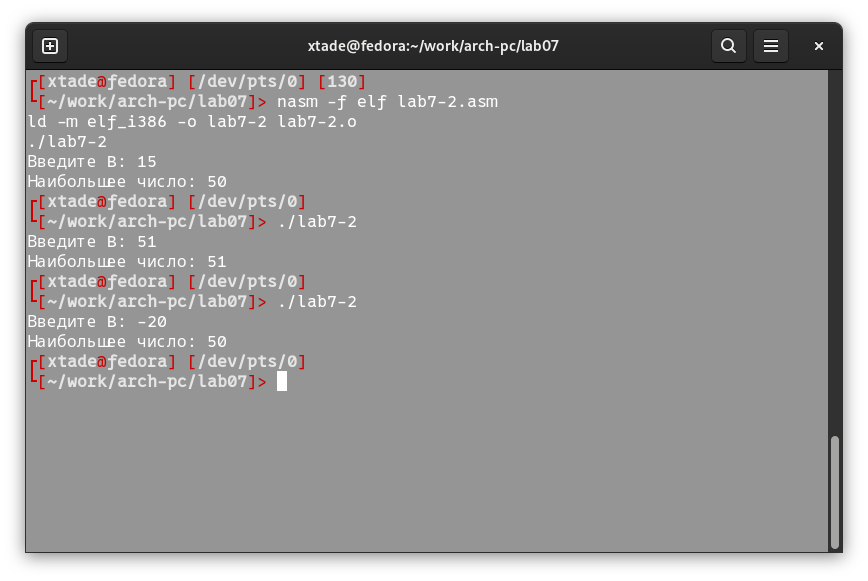 xtade@fedora:~/work/arch-pc/lab07
[xtade@fedora] [/dev/pts/0] [130]
[~/work/arch-pc/lab07]> nasm -f elf lab7-2.asm
ld -m elf_i386 -o lab7-2 lab7-2.o
./lab7-2
Введите B: 15
Наибольшее число: 50
[xtade@fedora] [/dev/pts/0]
[~/work/arch-pc/lab07]> ./lab7-2
Введите B: 51
Наибольшее число: 51
[xtade@fedora] [/dev/pts/0]
[~/work/arch-pc/lab07]> ./lab7-2
Введите B: -20
Наибольшее число: 50
[xtade@fedora] [/dev/pts/0]
[~/work/arch-pc/lab07]>